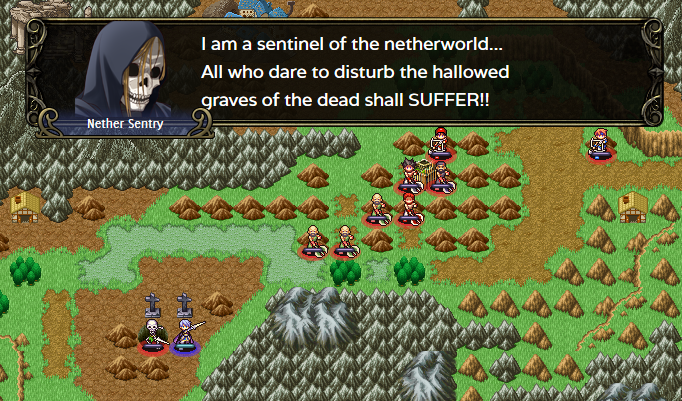 I am a sentinel of the netherworld...
All who dare to disturb the hallowed
graves of the dead shall SUFFER!!
Nether Sentry